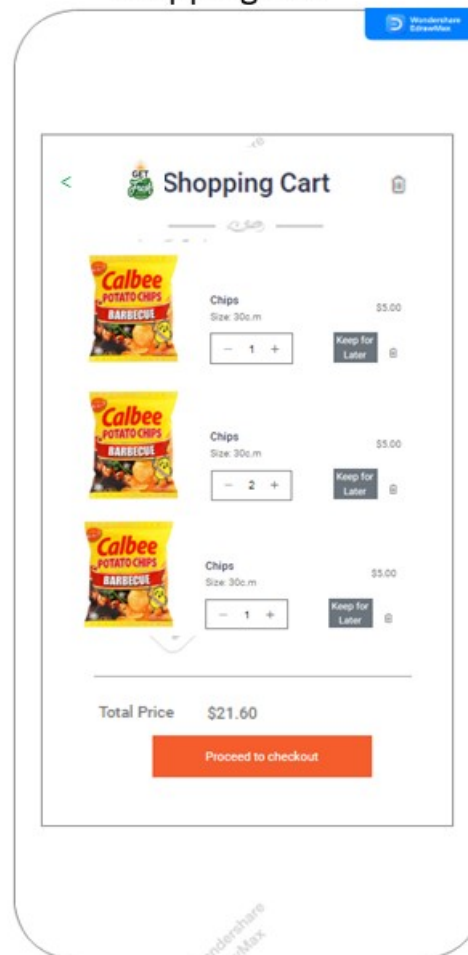 Wondershare
EdrawMax
GET
Fresh
Shopping Cart
<
Calbee
POTATO CHIPS
BARBECUE
Chips
$5.00
Size: 30c.m
− 1 +
Keep for
Later
Calbee
POTATO CHIPS
BARBECUE
Chips
$5.00
Size: 30c.m
− 2 +
Keep for
Later
Calbee
POTATO CHIPS
BARBECUE
Chips
$5.00
Size: 30c.m
− 1 +
Keep for
Later
Total Price $21.60
Proceed to checkout